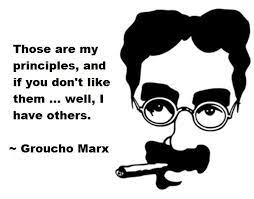 Those are my
principles, and
if you don't like
them ... well, I
have others.
~ Groucho Marx